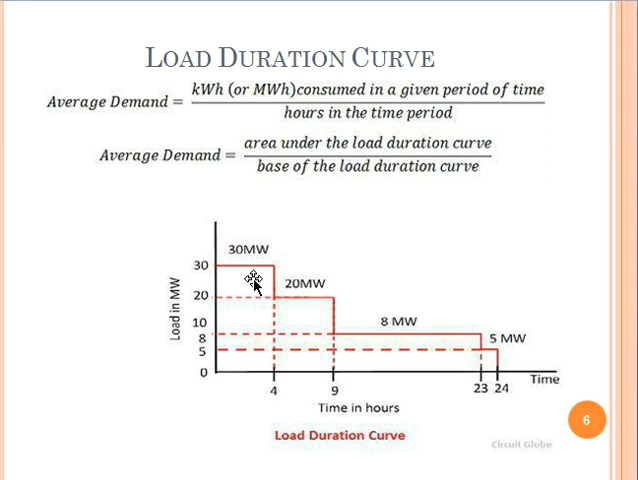 LOAD DURATION CURVE
Average Demand = kWh (or MWh)consumed in a given period of time
hours in the time period
Average Demand = area under the load duration curve
base of the load duration curve
30MW
30
20MW
20
Load in MW
10
8 MW
8
5 MW
5
0
4
9
23
24
Time
Time in hours
6
Load Duration Curve
Circuit Globe